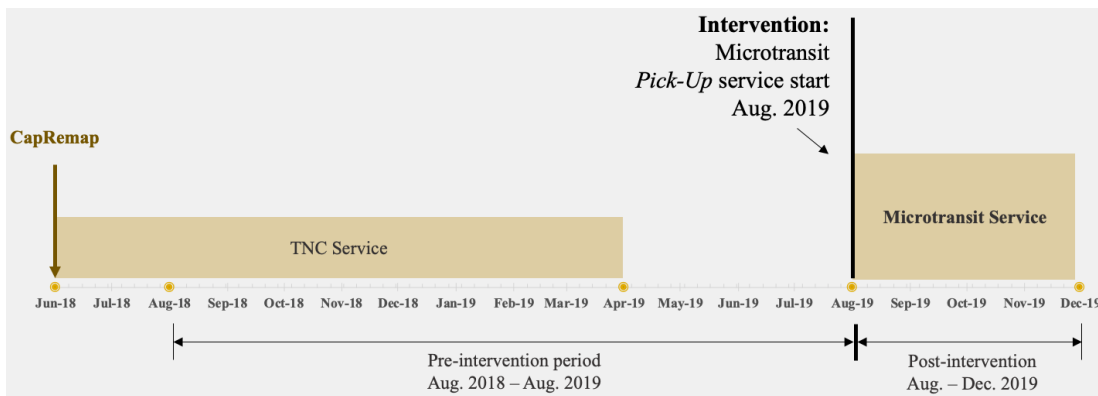 Intervention:
Microtransit
Pick-Up service start
Aug. 2019
CapRemap
TNC Service
Microtransit Service
Jun-18 Jul-18 Aug-18 Sep-18 Oct-18 Nov-18 Dec-18 Jan-19 Feb-19 Mar-19 Apr-19 May-19 Jun-19 Jul-19 Aug-19 Sep-19 Oct-19 Nov-19 Dec-19
Pre-intervention period
Aug. 2018 – Aug. 2019
Post-intervention
Aug. – Dec. 2019